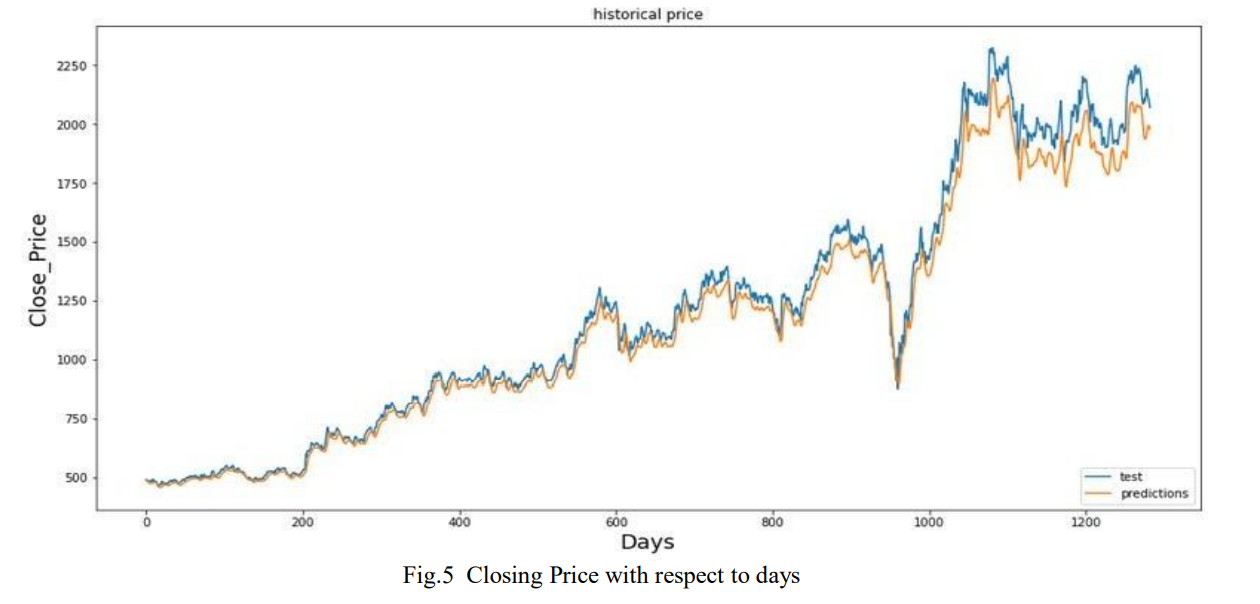 historical price
2250
2000
1750
1500
1250
1000
750
500
Close_Price
0 200 400 600 800 1000 1200
Days
test
predictions
Fig.5 Closing Price with respect to days